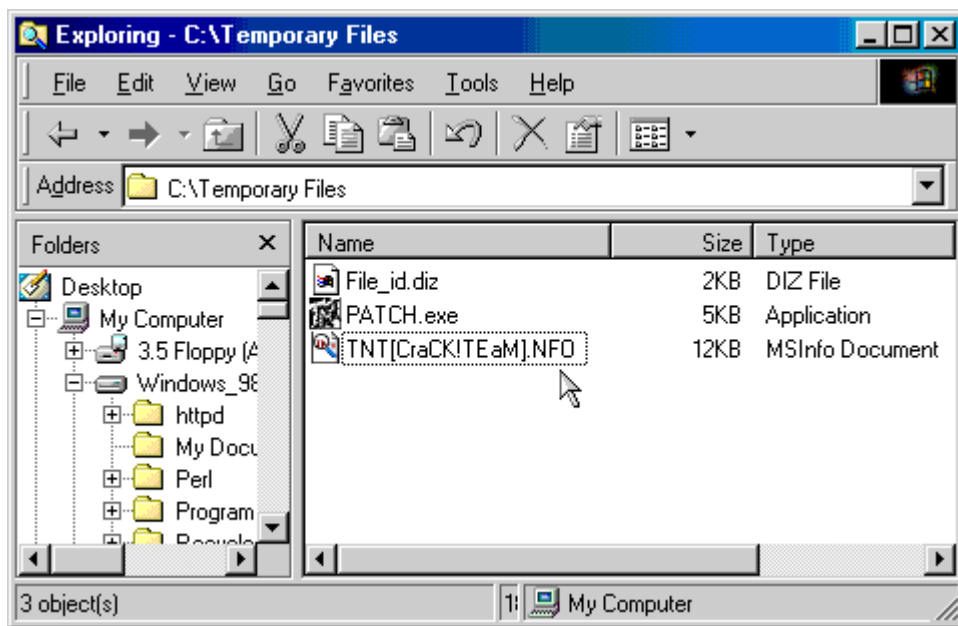 Exploring - C:\Temporary Files
File Edit View Go Favorites Tools Help
Address C:\Temporary Files
Folders
Desktop
My Computer
3.5 Floppy (A
Windows_98
httpd
My Docu
Perl
Program
Name Size Type
File_id.diz 2KB DIZ File
PATCH.exe 5KB Application
TNT[CraCK!TEaM].NFO 12KB MSInfo Document
3 object(s) My Computer